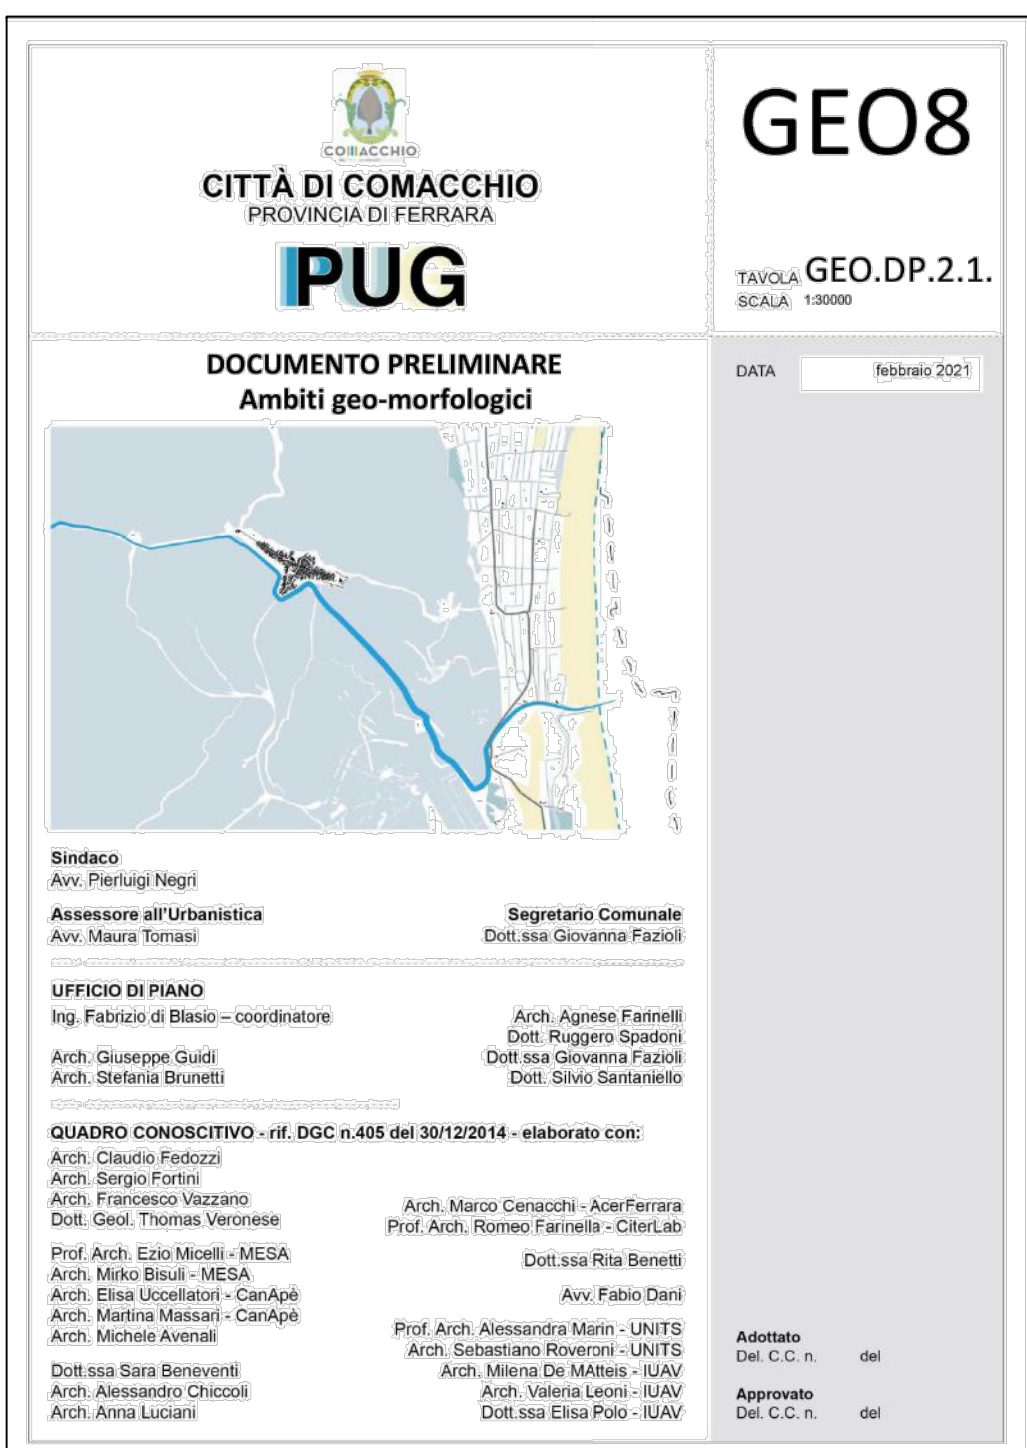 COMACCHIO
CITTÀ DI COMACCHIO
PROVINCIA DI FERRARA
PUG
GEO8
TAVOLA GEO.DP.2.1.
SCALA 1:30000
DOCUMENTO PRELIMINARE
Ambiti geo-morfologici
DATA febbraio 2021
Sindaco
Avv. Pierluigi Negri
Assessore all'Urbanistica
Avv. Maura Tomasi
Segretario Comunale
Dott.ssa Giovanna Fazioli
UFFICIO DI PIANO
Ing. Fabrizio di Blasio – coordinatore
Arch. Giuseppe Guidi
Arch. Stefania Brunetti
Arch. Agnese Farinelli
Dott. Ruggero Spadoni
Dott.ssa Giovanna Fazioli
Dott. Silvio Santaniello
QUADRO CONOSCITIVO - rif. DGC n.405 del 30/12/2014 - elaborato con:
Arch. Claudio Fedozzi
Arch. Sergio Fortini
Arch. Francesco Vazzano
Dott. Geol. Thomas Veronese
Prof. Arch. Ezio Micelli - MESA
Arch. Mirko Bisuli - MESA
Arch. Elisa Uccellatori - CanApè
Arch. Martina Massari - CanApè
Arch. Michele Avenali
Dott.ssa Sara Beneventi
Arch. Alessandro Chiccoli
Arch. Anna Luciani
Arch. Marco Cenacchi - AcerFerrara
Prof. Arch. Romeo Farinella - CiterLab
Dott.ssa Rita Benetti
Avv. Fabio Dani
Prof. Arch. Alessandra Marin - UNITS
Arch. Sebastiano Roveroni - UNITS
Arch. Milena De MAtteis - IUAV
Arch. Valeria Leoni - IUAV
Dott.ssa Elisa Polo - IUAV
Adottato
Del. C.C. n. del
Approvato
Del. C.C. n. del